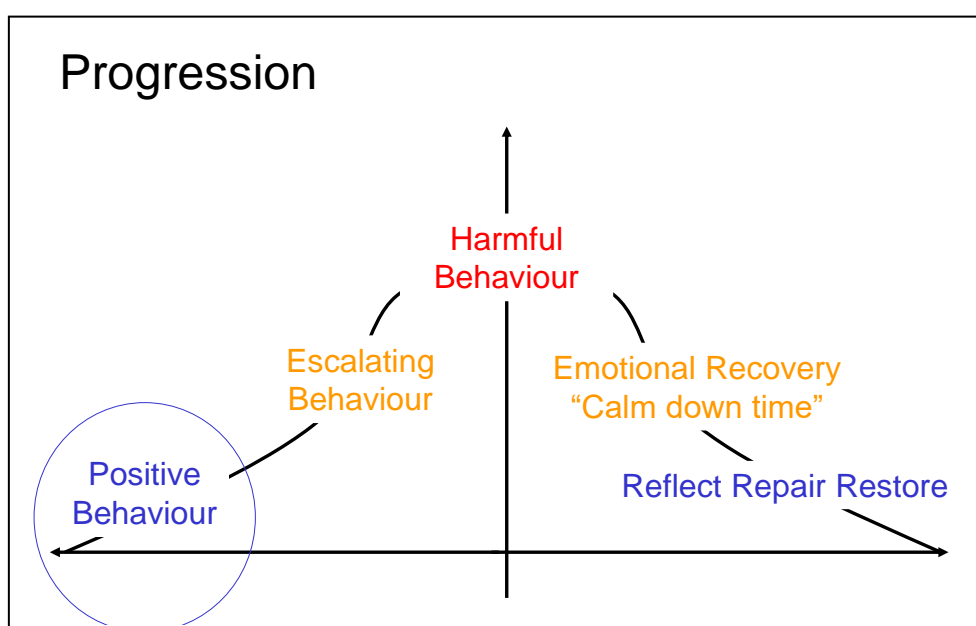 Progression
Harmful
Behaviour
Escalating
Behaviour
Emotional Recovery
“Calm down time”
Positive
Behaviour
Reflect Repair Restore